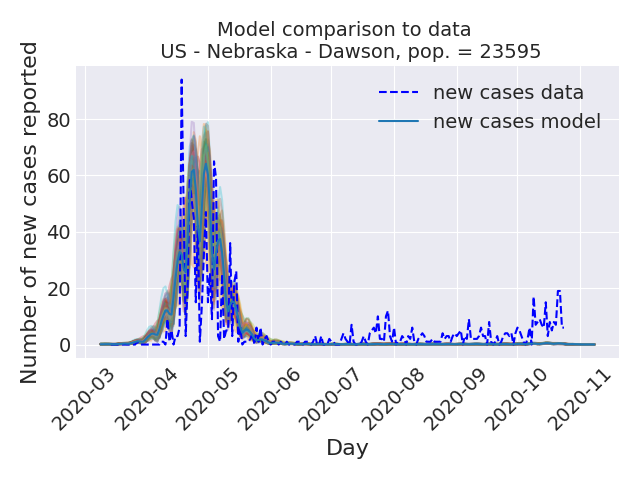 Model comparison to data
US - Nebraska - Dawson, pop. = 23595
Number of new cases reported
80
60
40
20
0
new cases data
new cases model
2020-03
2020-04
2020-05
2020-06
2020-07
2020-08
2020-09
2020-10
2020-11
Day